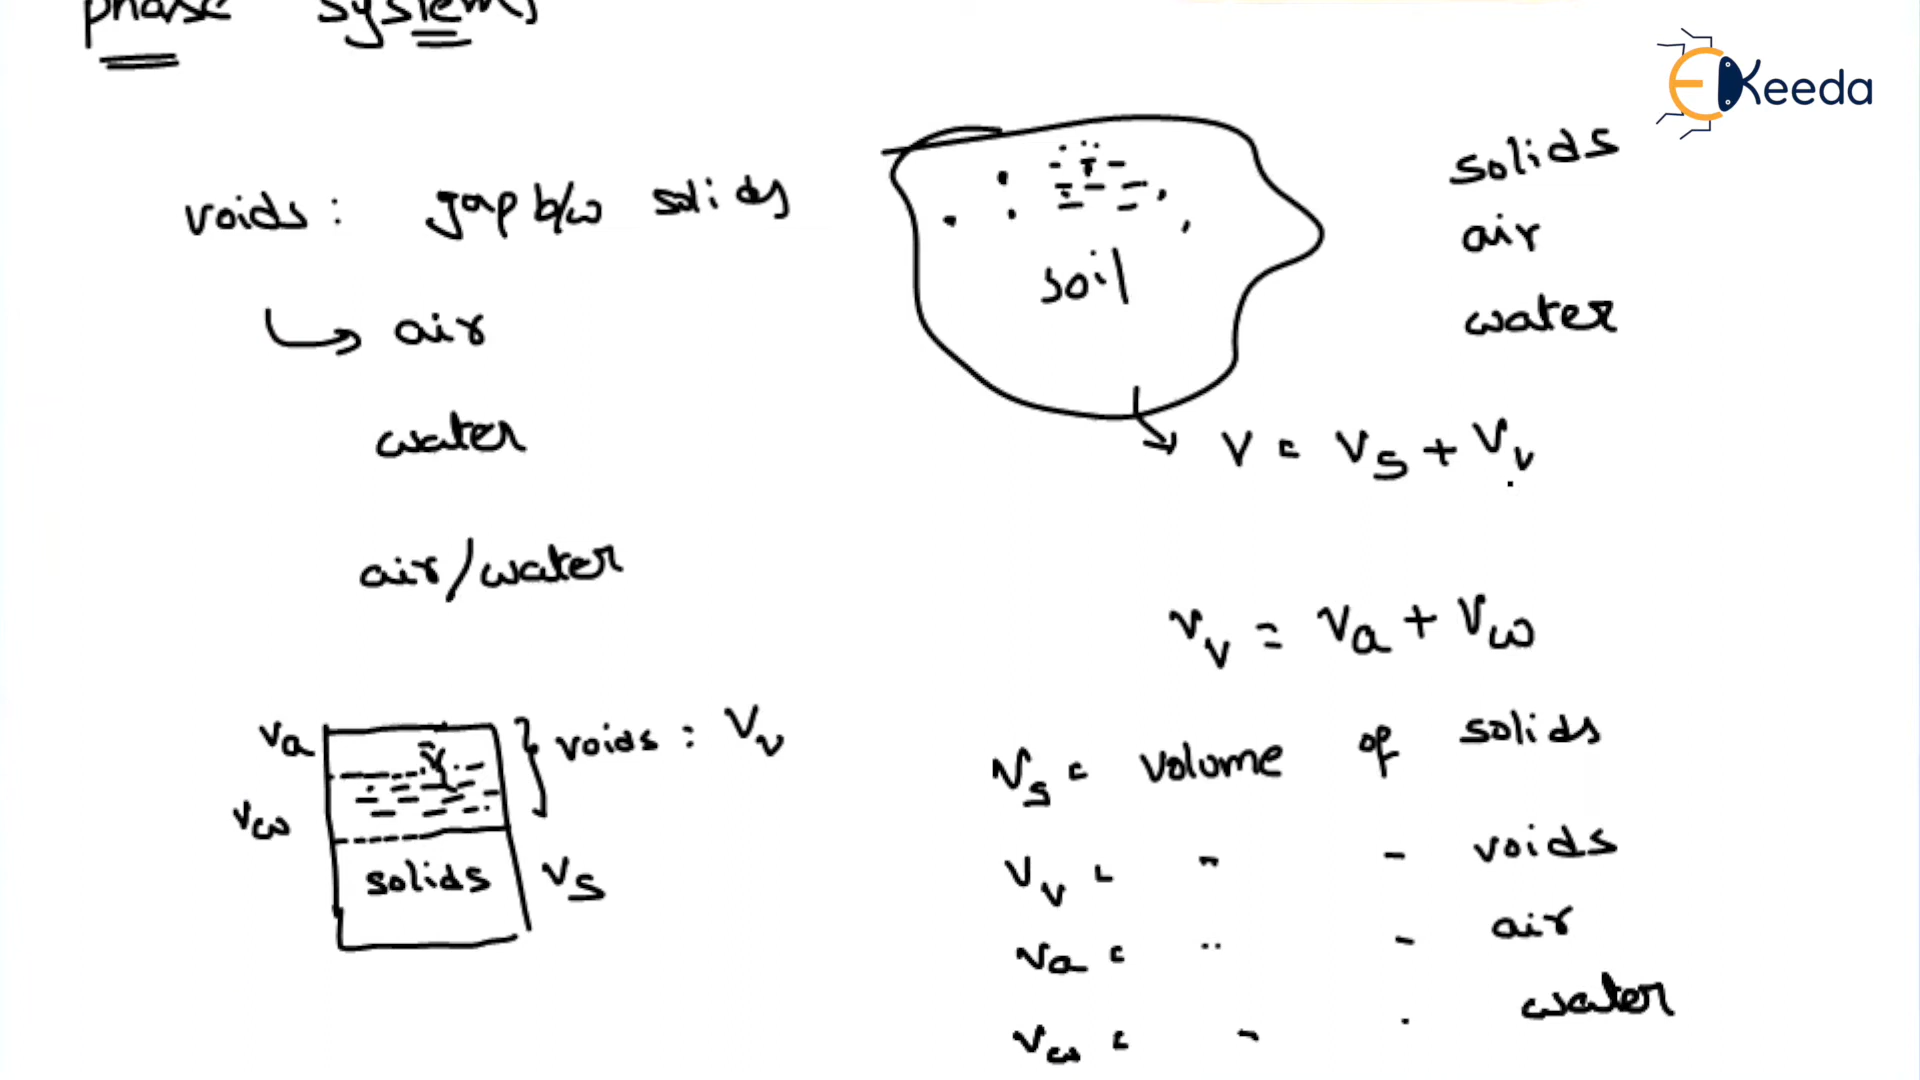 phase systems
EKeeda
voids : gap b/w solids
↳ air
water
air/water
soil
solids
air
water
V = Vs + Vv
Vv = Va + Vw
Va
Vw
voids : Vv
solids
Vs
Vs = volume of solids
Vv = " - voids
Va = " - air
Vw = " - water